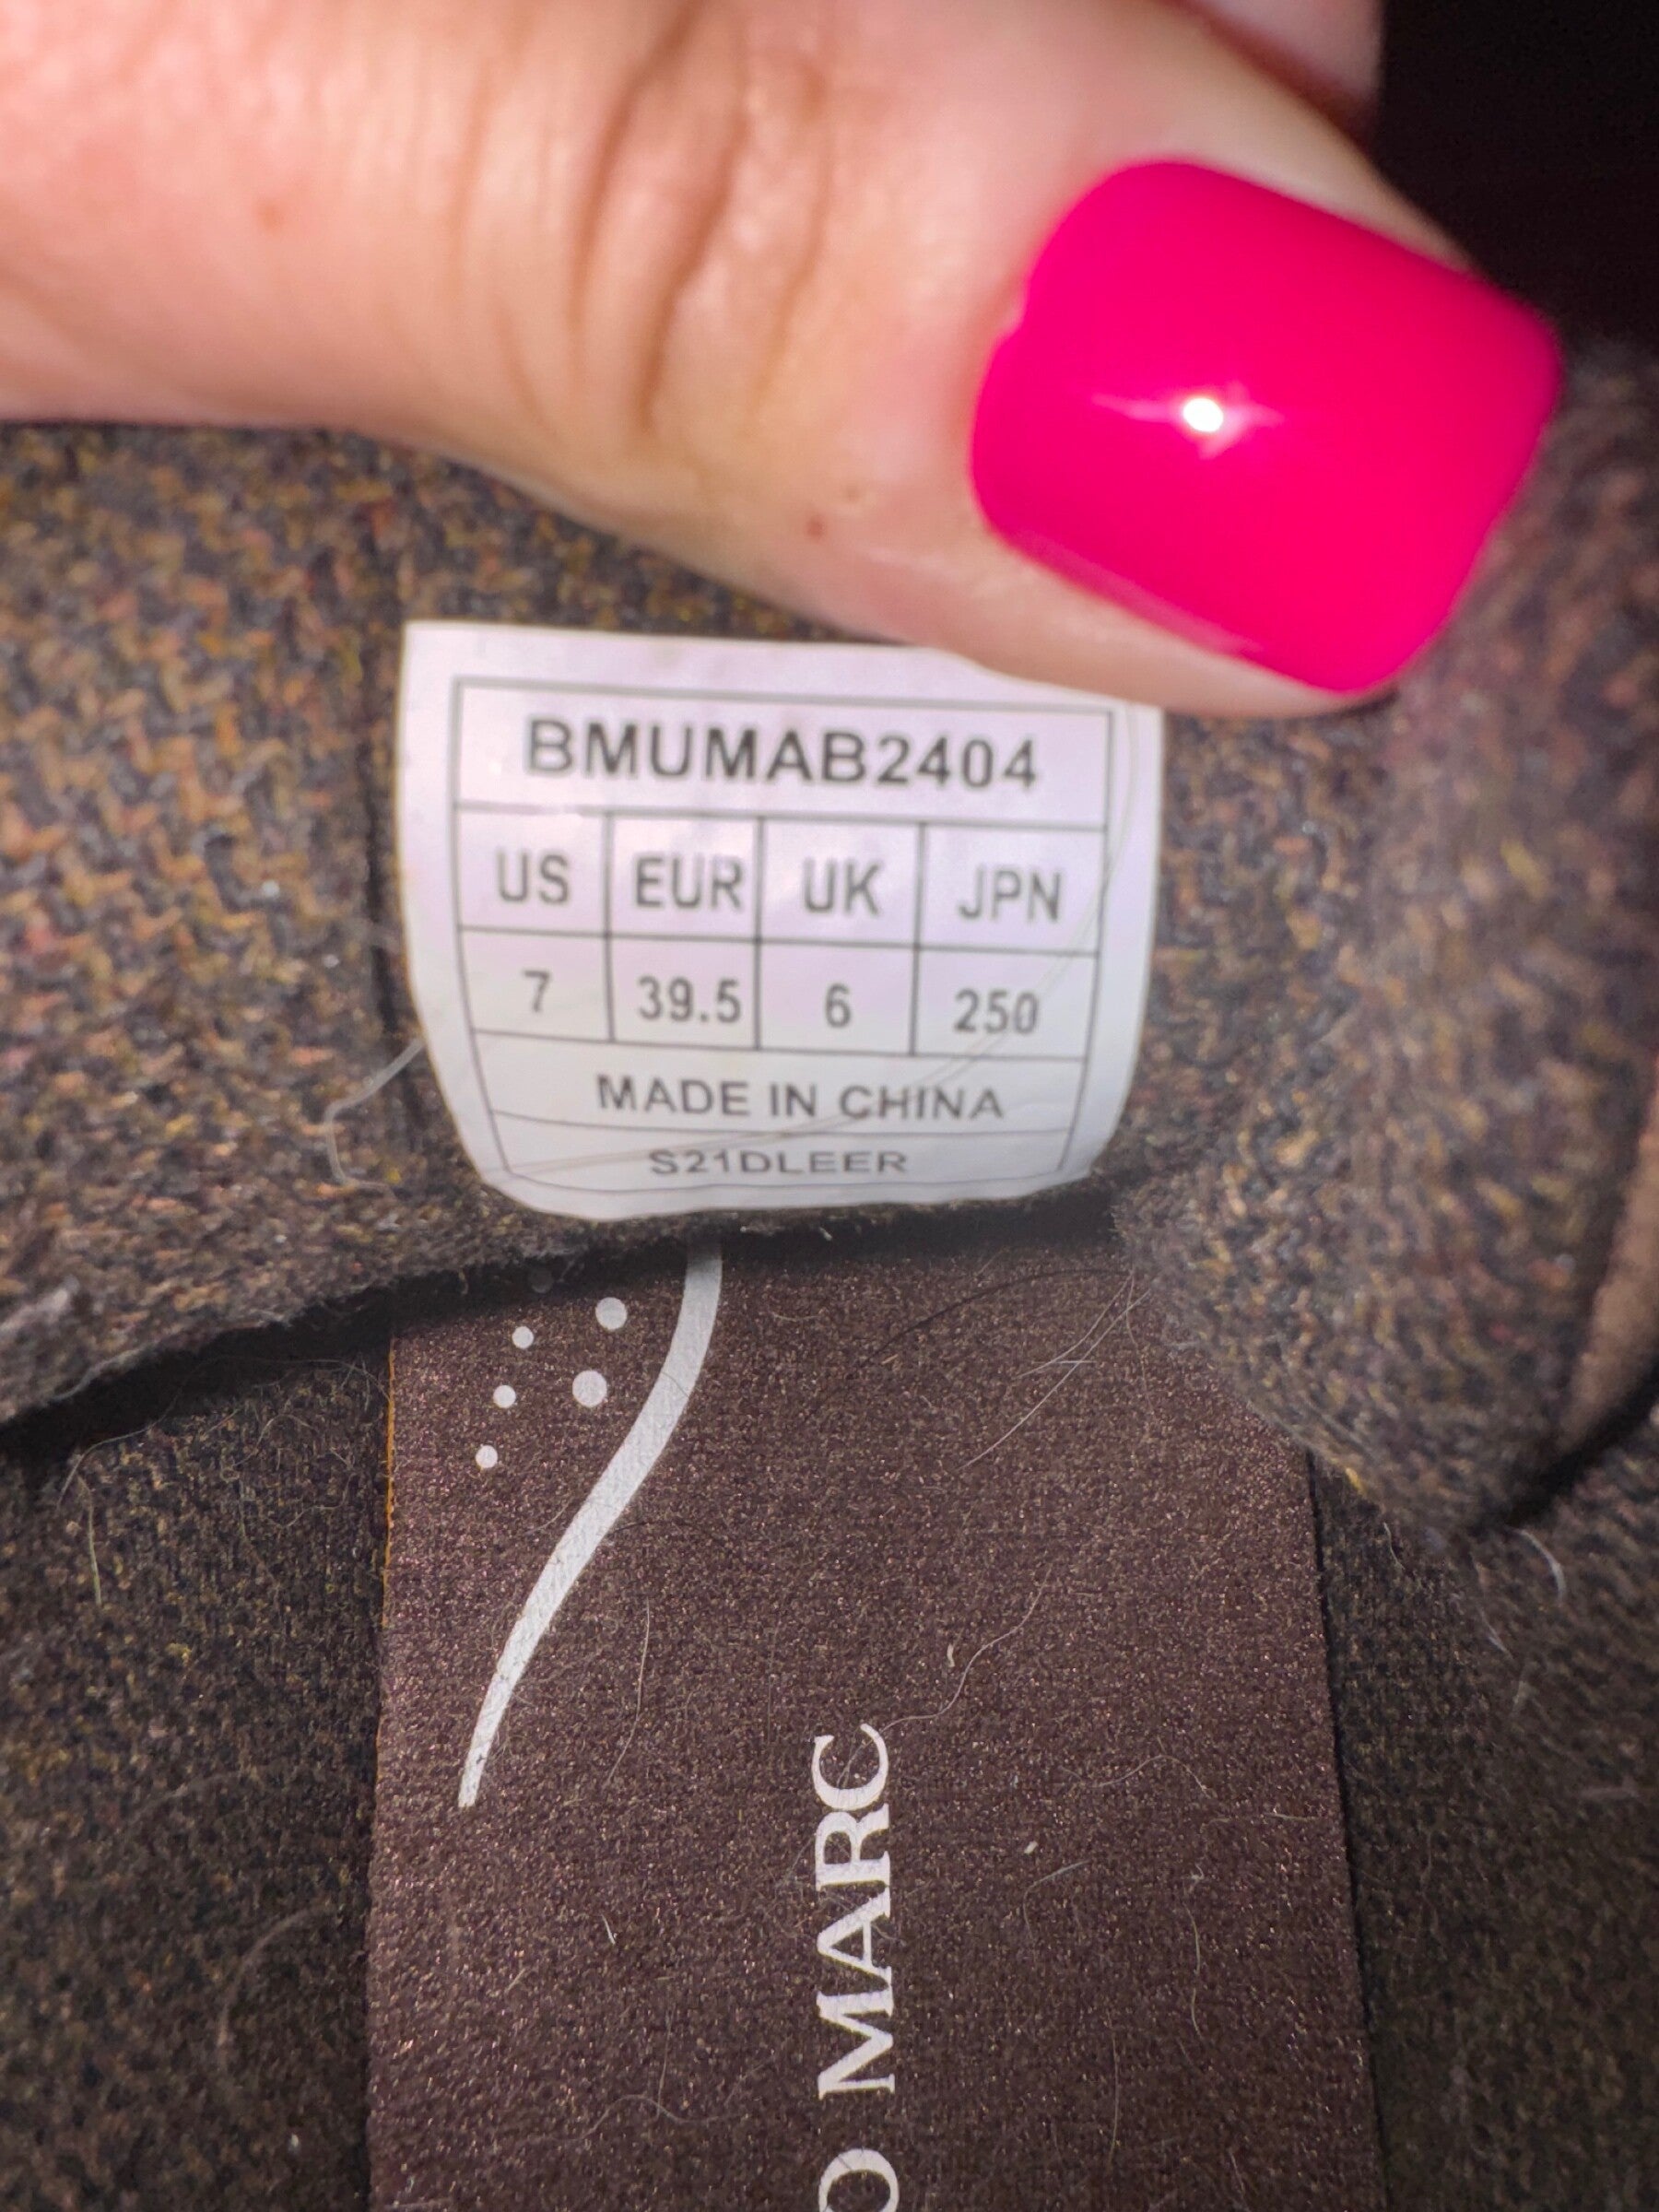 BMUMAB2404
US EUR UK JPN
7 39.5 6 250
MADE IN CHINA
S21DLEER
O MARC